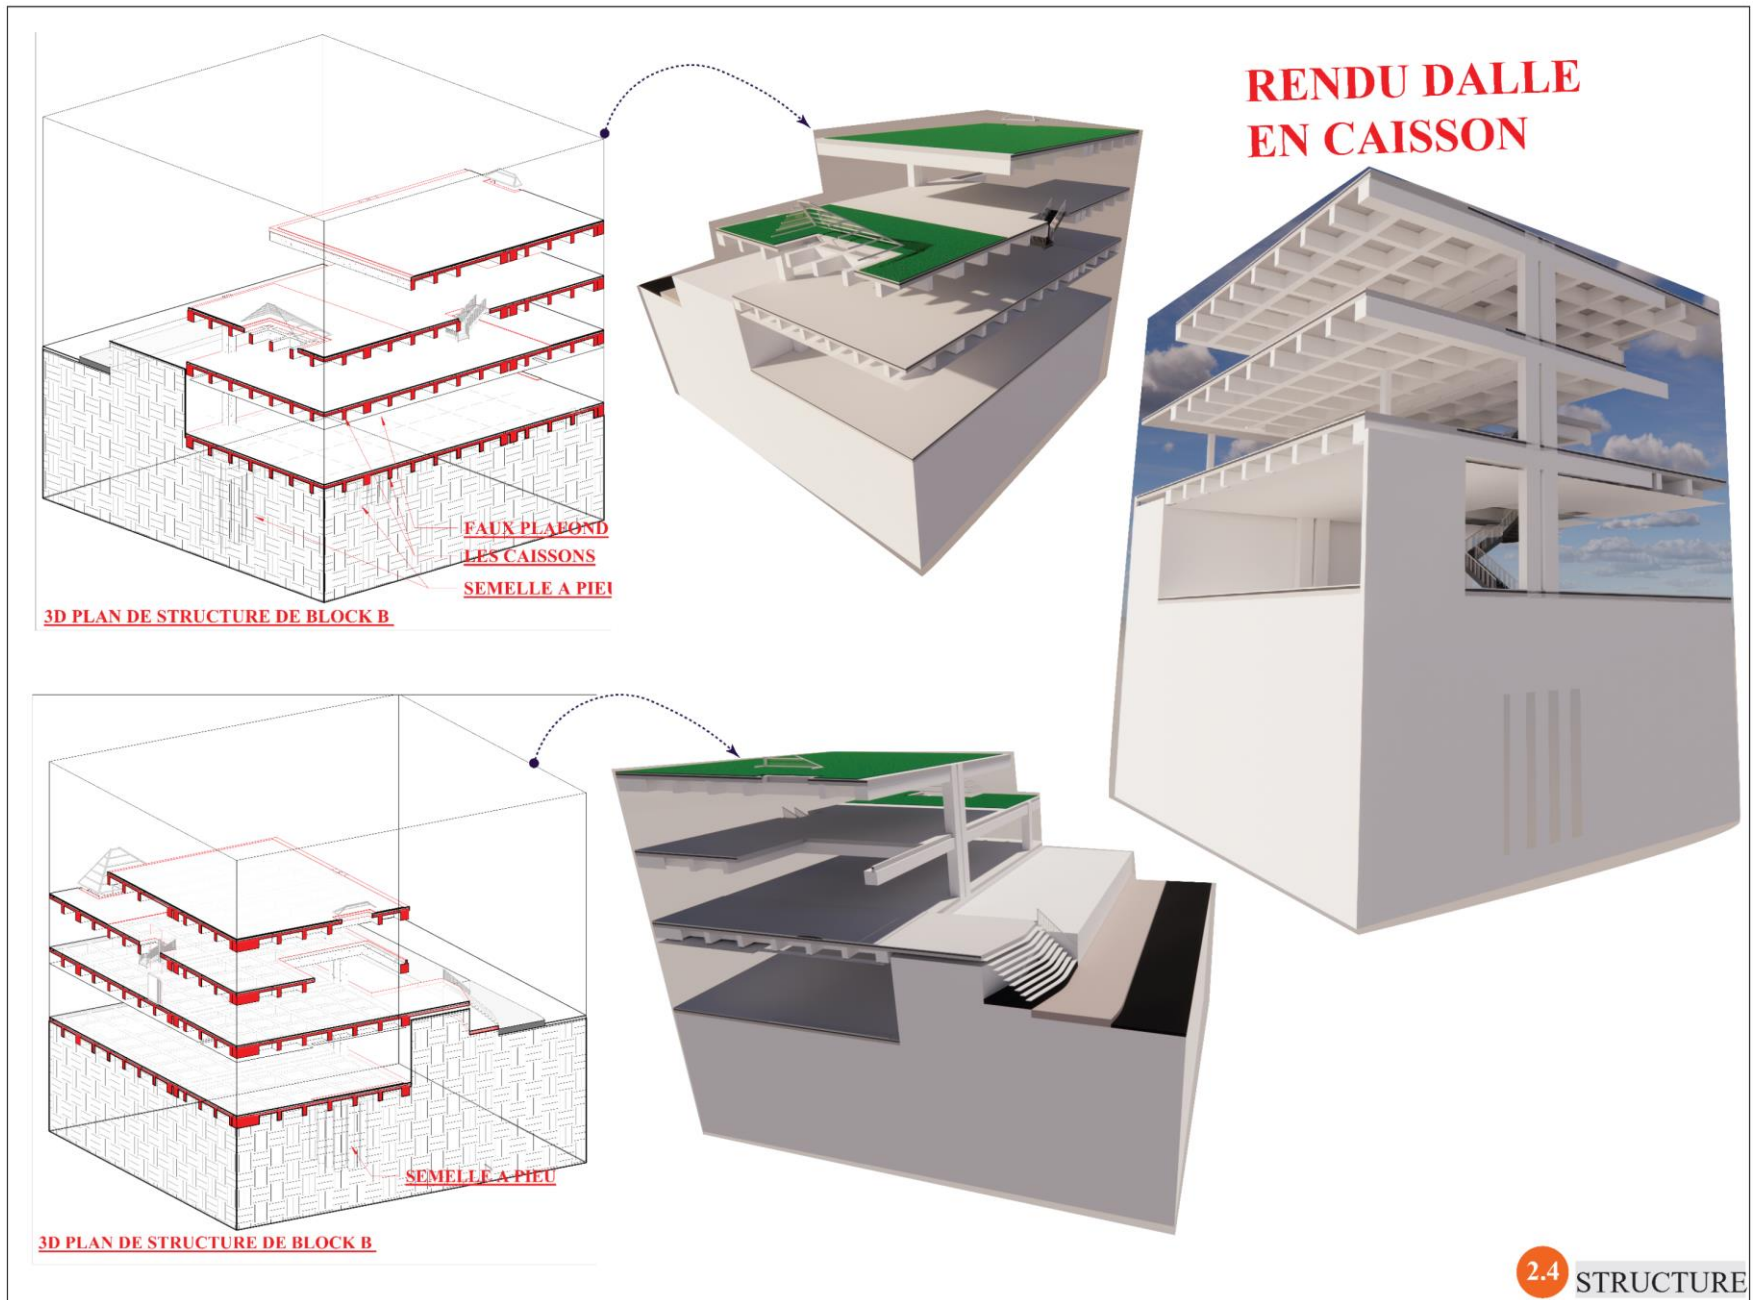 RENDU DALLE
EN CAISSON
FAUX PLAFOND
LES CAISSONS
SEMELLE A PIEU
3D PLAN DE STRUCTURE DE BLOCK B
SEMELLE A PIEU
3D PLAN DE STRUCTURE DE BLOCK B
2.4 STRUCTURE